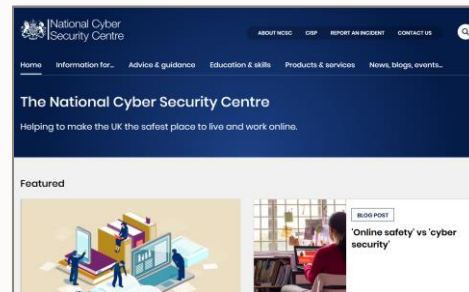 National Cyber
Security Centre
ABOUT NCSC CISP REPORT AN INCIDENT CONTACT US
Home Information for... Advice & guidance Education & skills Products & services News, blogs, events...
The National Cyber Security Centre
Helping to make the UK the safest place to live and work online.
Featured
BLOG POST
'Online safety' vs 'cyber
security'